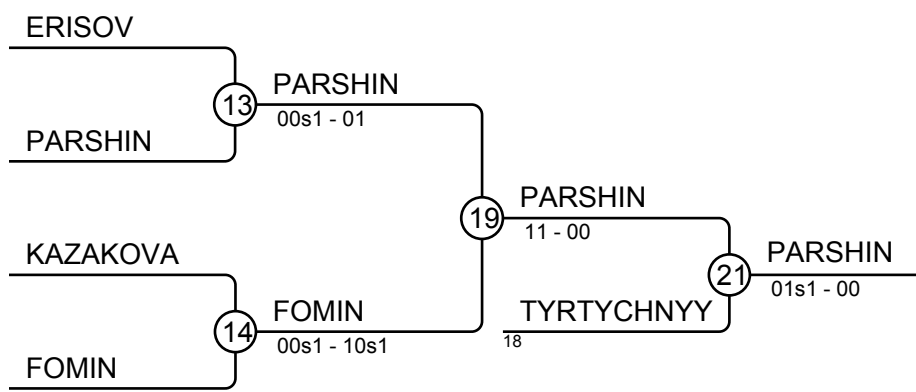 ERISOV
13
PARSHIN
00s1 - 01
PARSHIN
19
PARSHIN
11 - 00
KAZAKOVA
21
PARSHIN
01s1 - 00
14
FOMIN
00s1 - 10s1
TYRTYCHNYY
18
FOMIN